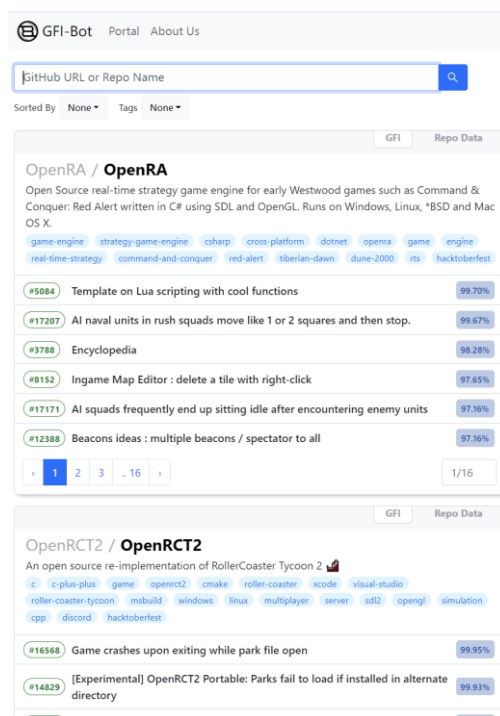 GFI-Bot Portal About Us
GitHub URL or Repo Name
Sorted By None Tags None
GFI Repo Data
OpenRA / OpenRA
Open Source real-time strategy game engine for early Westwood games such as Command &
Conquer: Red Alert written in C# using SDL and OpenGL. Runs on Windows, Linux, *BSD and Mac
OS X.
game-engine strategy-game-engine csharp cross-platform dotnet openra game engine
real-time-strategy command-and-conquer red-alert tiberian-dawn dune-2000 rts hacktoberfest
#5084 Template on Lua scripting with cool functions 99.70%
#17207 AI naval units in rush squads move like 1 or 2 squares and then stop. 99.67%
#3788 Encyclopedia 98.28%
#8152 Ingame Map Editor : delete a tile with right-click 97.65%
#17171 AI squads frequently end up sitting idle after encountering enemy units 97.16%
#12388 Beacons ideas : multiple beacons / spectator to all 97.16%
‹ 1 2 3 .. 16 › 1/16
GFI Repo Data
OpenRCT2 / OpenRCT2
An open source re-implementation of RollerCoaster Tycoon 2
c c-plus-plus game openrct2 cmake roller-coaster xcode visual-studio
roller-coaster-tycoon msbuild windows linux multiplayer server sdl2 opengl simulation
cpp discord hacktoberfest
#16568 Game crashes upon exiting while park file open 99.95%
#14829 [Experimental] OpenRCT2 Portable: Parks fail to load if installed in alternate 99.93%
directory